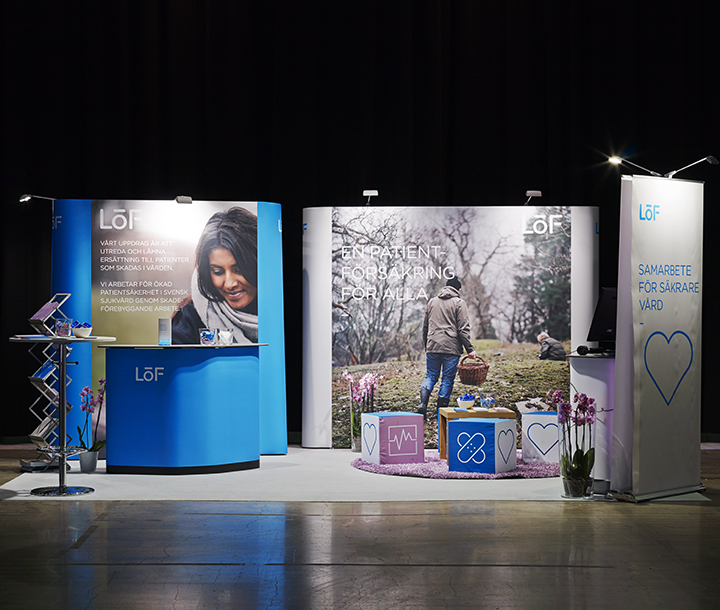 LöF
VÅRT UPPDRAG ÄR ATT
UTREDA OCH LÄMNA
ERSÄTTNING TILL PATIENTER
SOM SKADAS I VÅRDEN.
VI ARBETAR FÖR ÖKAD
PATIENTSÄKERHET I SVENSK
SJUKVÅRD GENOM SKADE-
FÖREBYGGANDE ARBETE.
LöF
LöF
EN PATIENT-
FÖRSÄKRING
FÖR ALLA
LöF
SAMARBETE
FÖR SÄKRARE
VÅRD